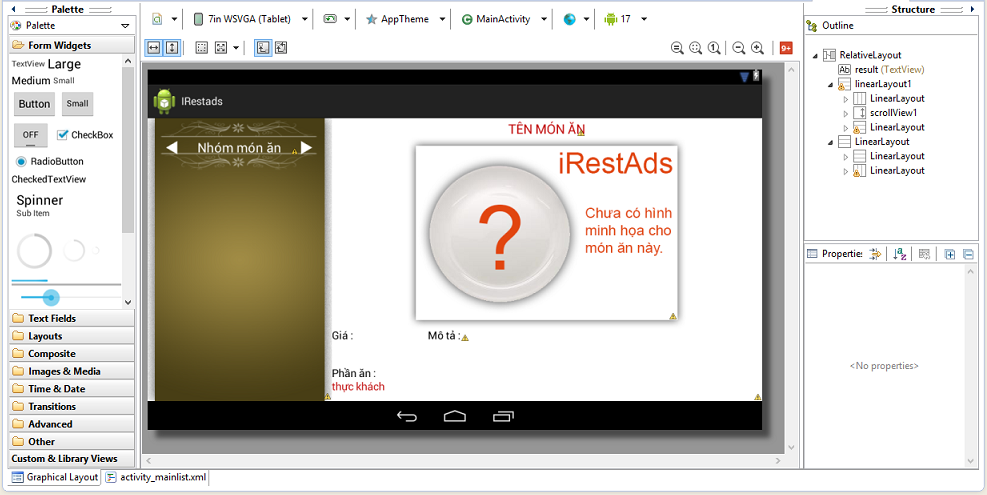 Palette
Palette
Form Widgets
TextView Large
Medium Small
Button Small
OFF CheckBox
RadioButton
CheckedTextView
Spinner
Sub Item
Text Fields
Layouts
Composite
Images & Media
Time & Date
Transitions
Advanced
Other
Custom & Library Views
Graphical Layout activity_mainlist.xml
7in WSVGA (Tablet) AppTheme MainActivity 17
9+
IRestads
Nhóm món ăn
TÊN MÓN ĂN
iRestAds
?
Chưa có hình
minh họa cho
món ăn này.
Giá :
Mô tả :
Phần ăn :
thực khách
Structure
Outline
RelativeLayout
Ab result (TextView)
linearLayout1
LinearLayout
scrollView1
LinearLayout
LinearLayout
LinearLayout
LinearLayout
Propertie:
<No properties>